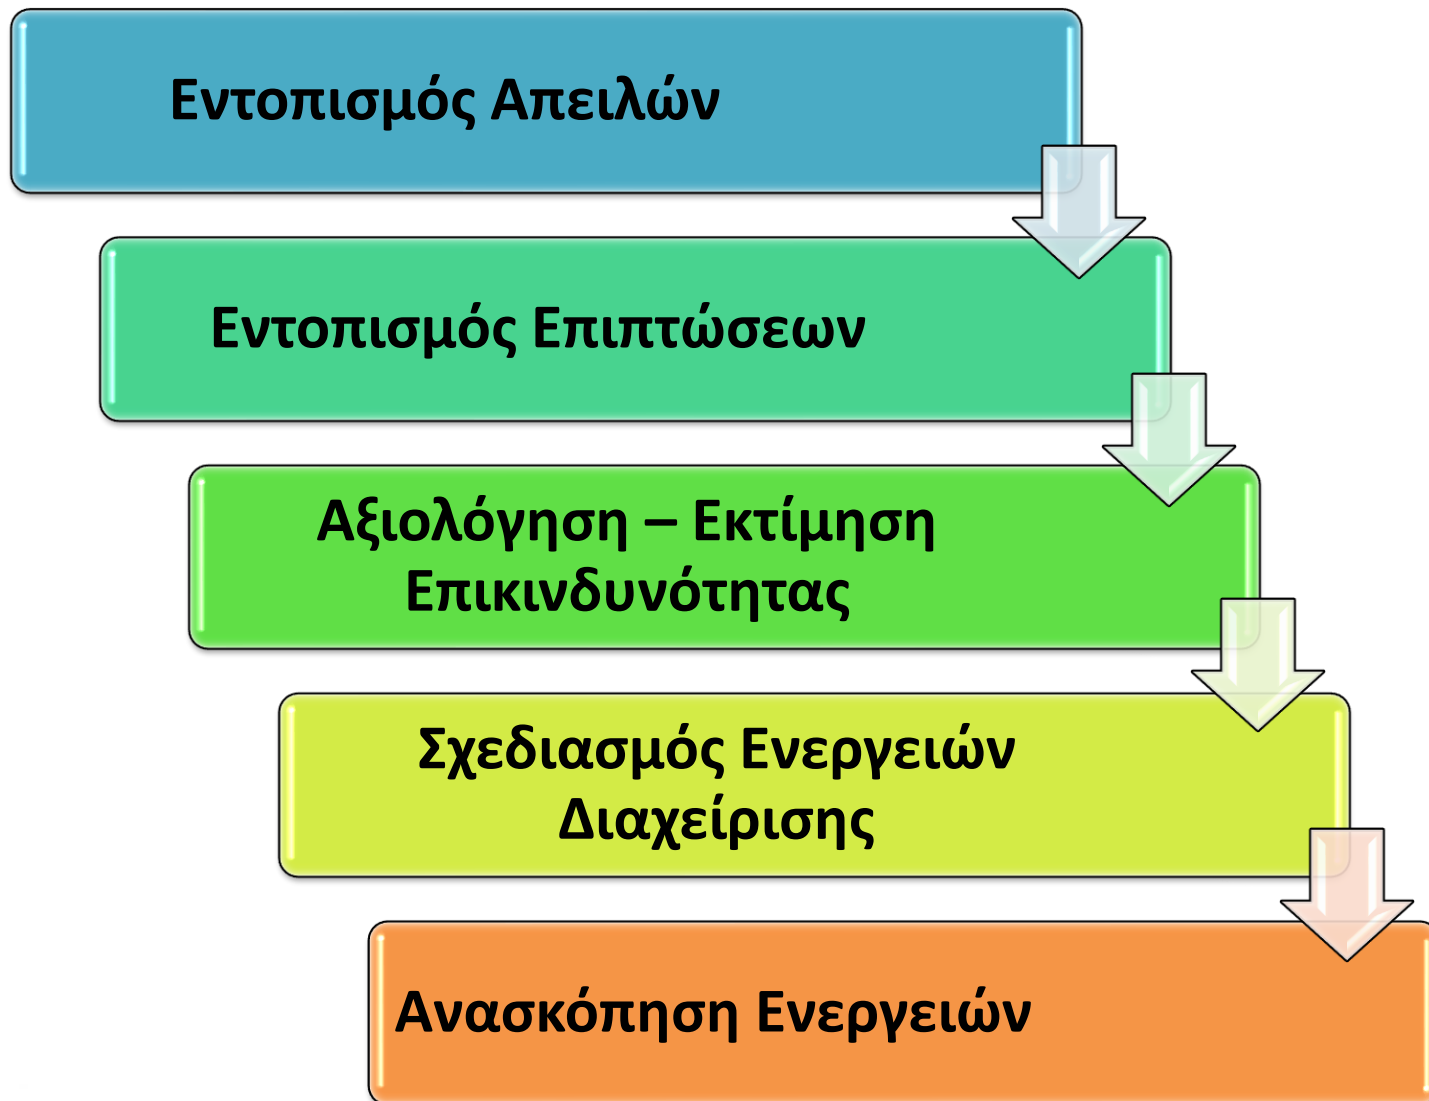 Εντοπισμός Απειλών
Εντοπισμός Επιπτώσεων
Αξιολόγηση – Εκτίμηση
Επικινδυνότητας
Σχεδιασμός Ενεργειών
Διαχείρισης
Ανασκόπηση Ενεργειών